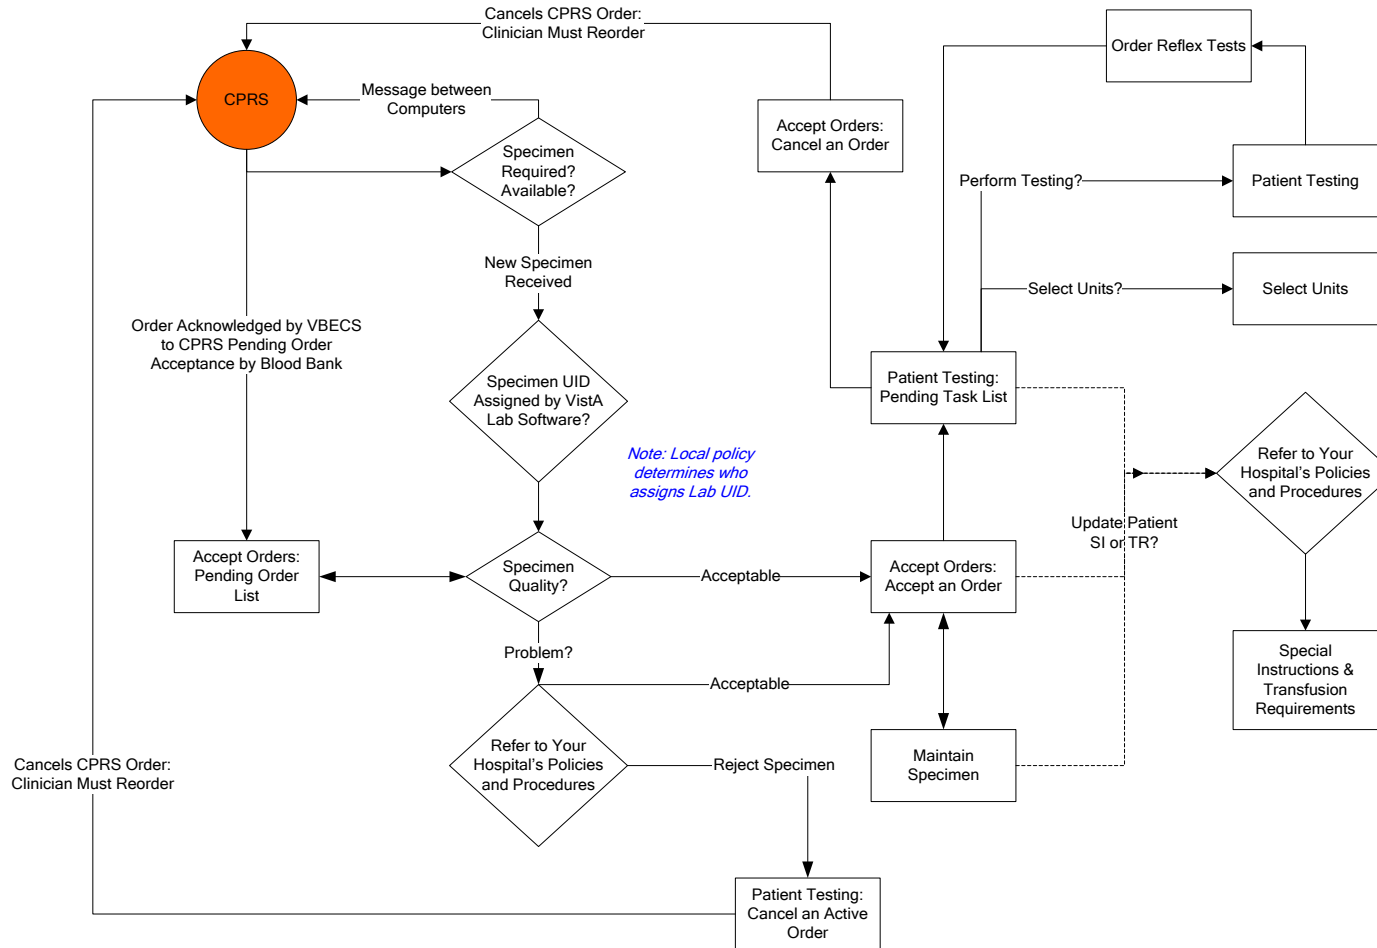 Cancels CPRS Order:
Clinician Must Reorder
Order Reflex Tests
CPRS
Message between
Computers
Accept Orders:
Cancel an Order
Specimen
Required?
Available?
Perform Testing?
Patient Testing
New Specimen
Received
Select Units?
Select Units
Order Acknowledged by VBECS
to CPRS Pending Order
Acceptance by Blood Bank
Specimen UID
Assigned by VistA
Lab Software?
Patient Testing:
Pending Task List
Note: Local policy
determines who
assigns Lab UID.
Refer to Your
Hospital's Policies
and Procedures
Update Patient
SI or TR?
Accept Orders:
Pending Order
List
Specimen
Quality?
Acceptable
Accept Orders:
Accept an Order
Problem?
Acceptable
Special
Instructions &
Transfusion
Requirements
Refer to Your
Hospital's Policies
and Procedures
Reject Specimen
Maintain
Specimen
Cancels CPRS Order:
Clinician Must Reorder
Patient Testing:
Cancel an Active
Order